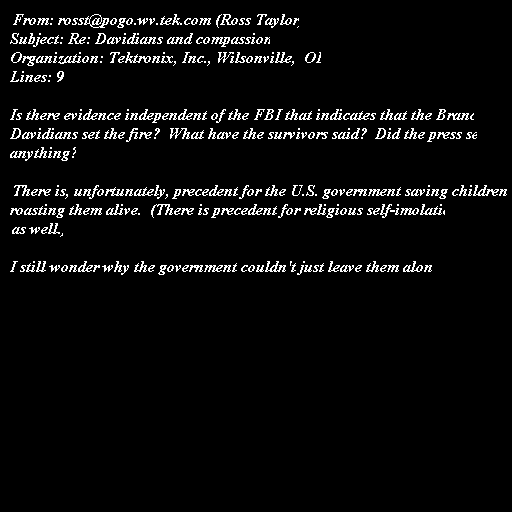 From: rosst@pogo.wv.tek.com (Ross Taylor)
Subject: Re: Davidians and compassion
Organization: Tektronix, Inc., Wilsonville,  O
Lines: 9
Is there evidence independent of the FBI that indicates that the Branc
Davidians set the fire?  What have the survivors said?  Did the press se
anything?
There is, unfortunately, precedent for the U.S. government saving children
roasting them alive.  (There is precedent for religious self-imolatio
as well.)
I still wonder why the government couldn't just leave them alon